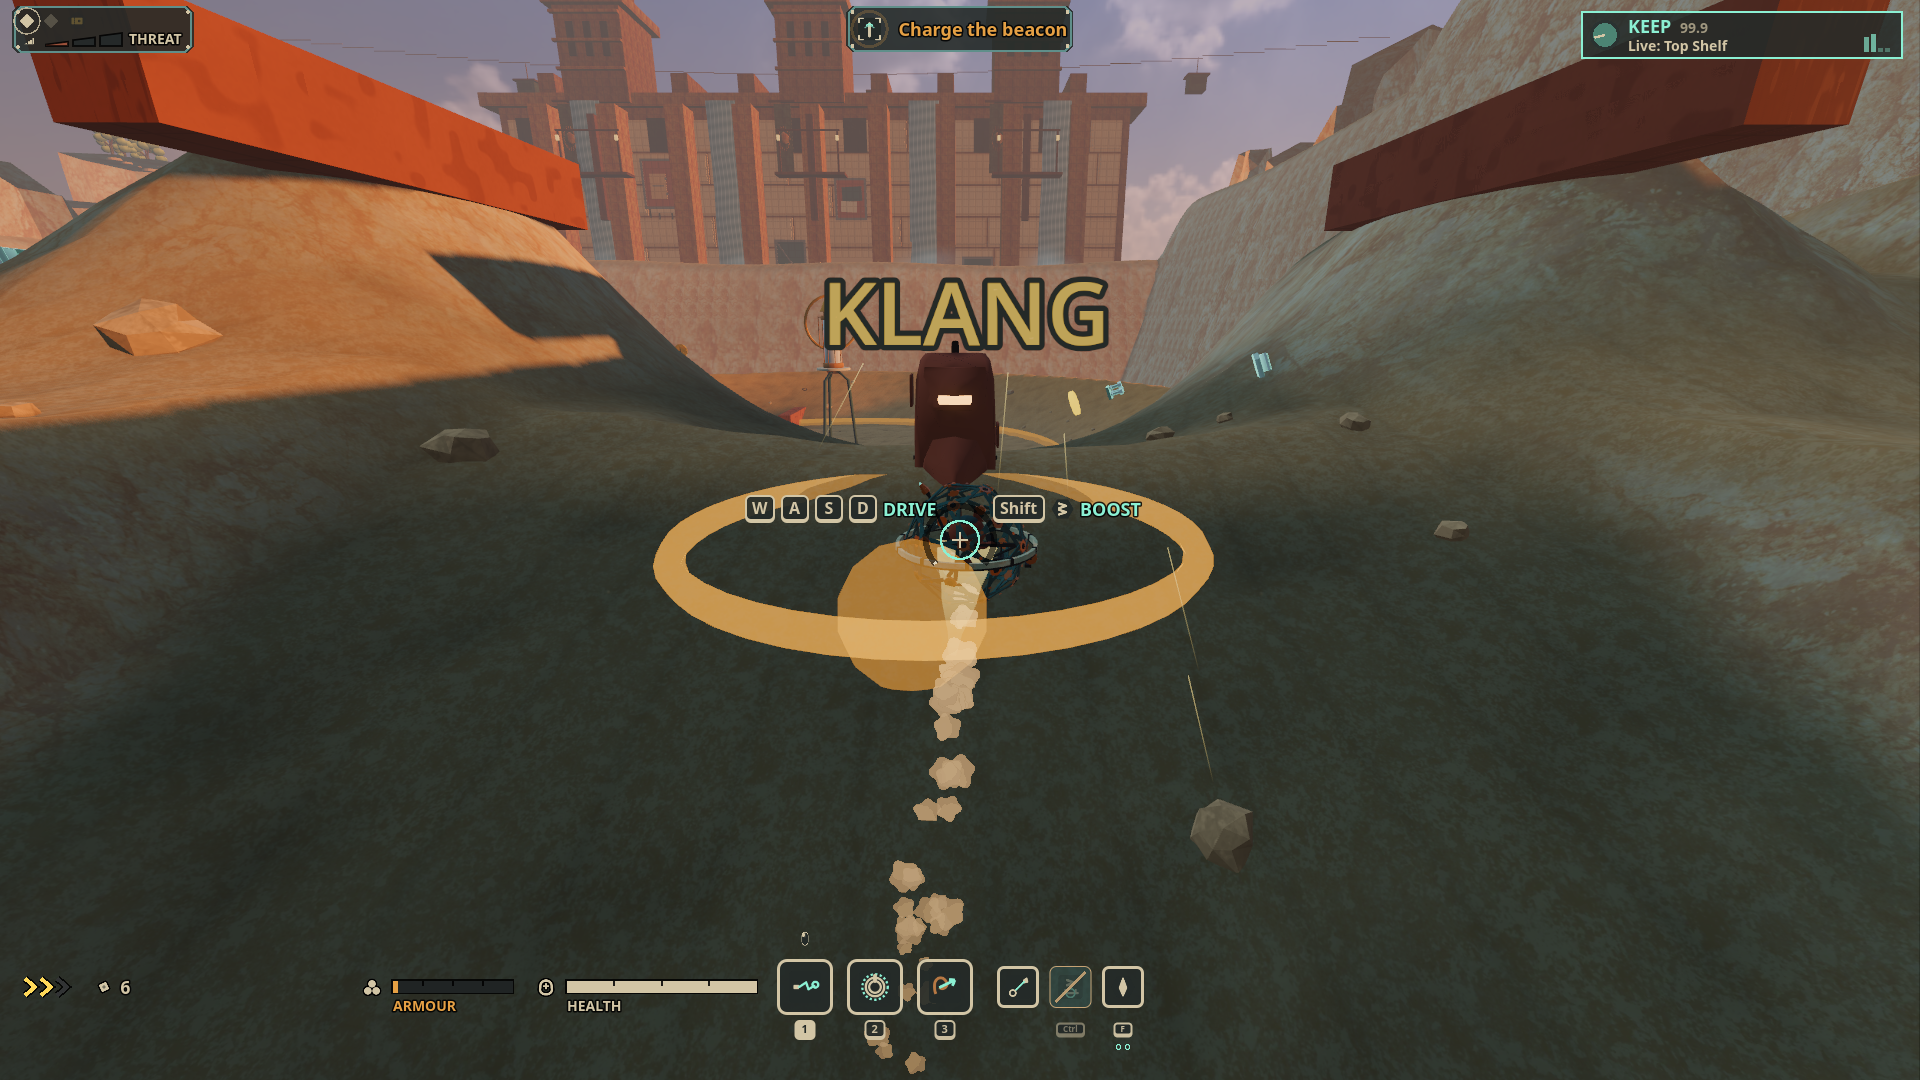 THREAT
Charge the beacon
KEEP 99.9
Live: Top Shelf
KLANG
W A S D DRIVE Shift BOOST
6
ARMOUR
HEALTH
1 2 3 Ctrl F